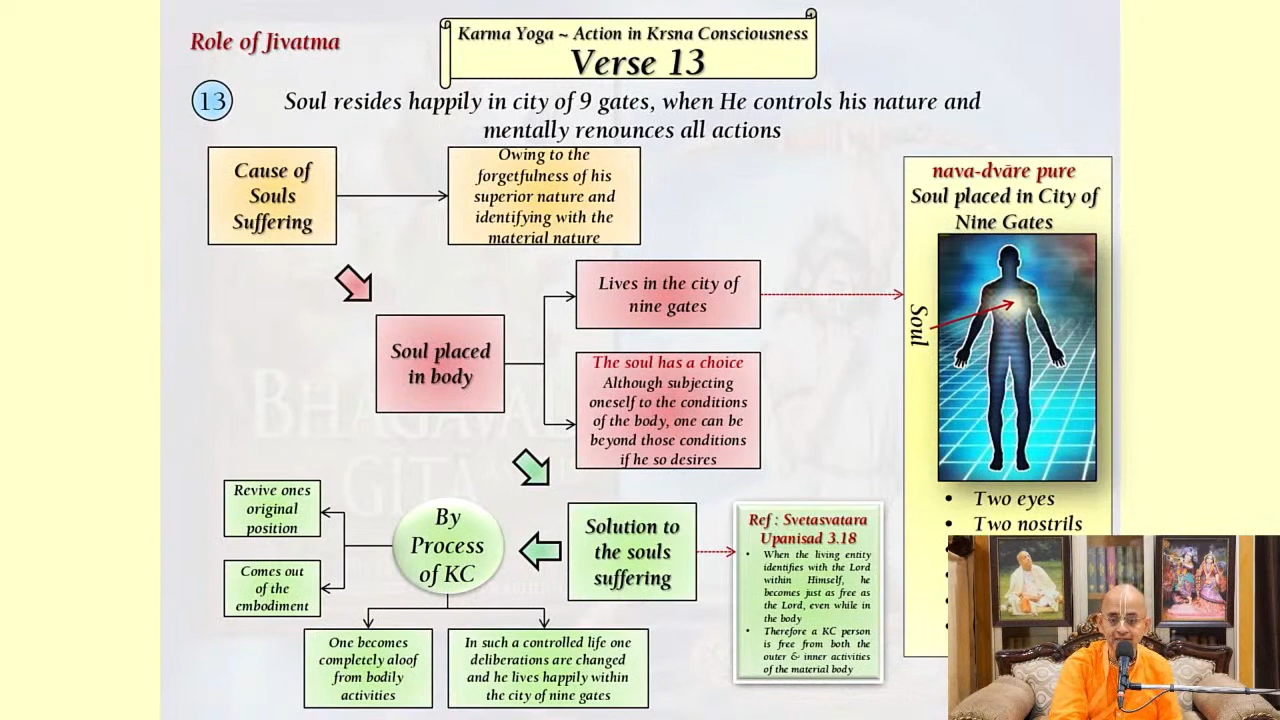 Role of Jivatma
Karma Yoga ~ Action in Krsna Consciousness
Verse 13
13
Soul resides happily in city of 9 gates, when He controls his nature and
mentally renounces all actions
Cause of
Souls
Suffering
Owing to the
forgetfulness of his
superior nature and
identifying with the
material nature
Soul placed
in body
Lives in the city of
nine gates
The soul has a choice
Although subjecting
oneself to the conditions
of the body, one can be
beyond those conditions
if he so desires
nava-dvāre pure
Soul placed in City of
Nine Gates
Soul
• Two eyes
• Two nostrils
Solution to
the souls
suffering
Ref : Svetasvatara
Upanisad 3.18
• When the living entity
identifies with the Lord
within Himself, he
becomes just as free as
the Lord, even while in
the body
• Therefore a KC person
is free from both the
outer & inner activities
of the material body
By
Process
of KC
Revive ones
original
position
Comes out
of the
embodiment
One becomes
completely aloof
from bodily
activities
In such a controlled life one
deliberations are changed
and he lives happily within
the city of nine gates